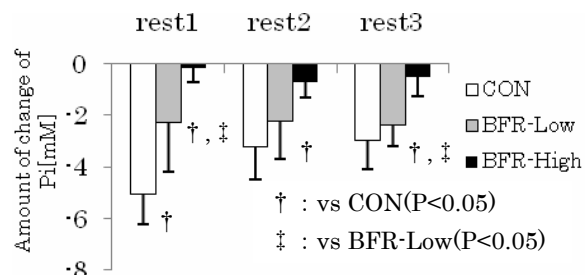 rest1 rest2 rest3
Amount of change of
Pi[mM]
0
-2
-4
-6
-8
CON
BFR-Low
BFR-High
†
† , ‡
†
† , ‡
† : vs CON(P<0.05)
‡ : vs BFR-Low(P<0.05)